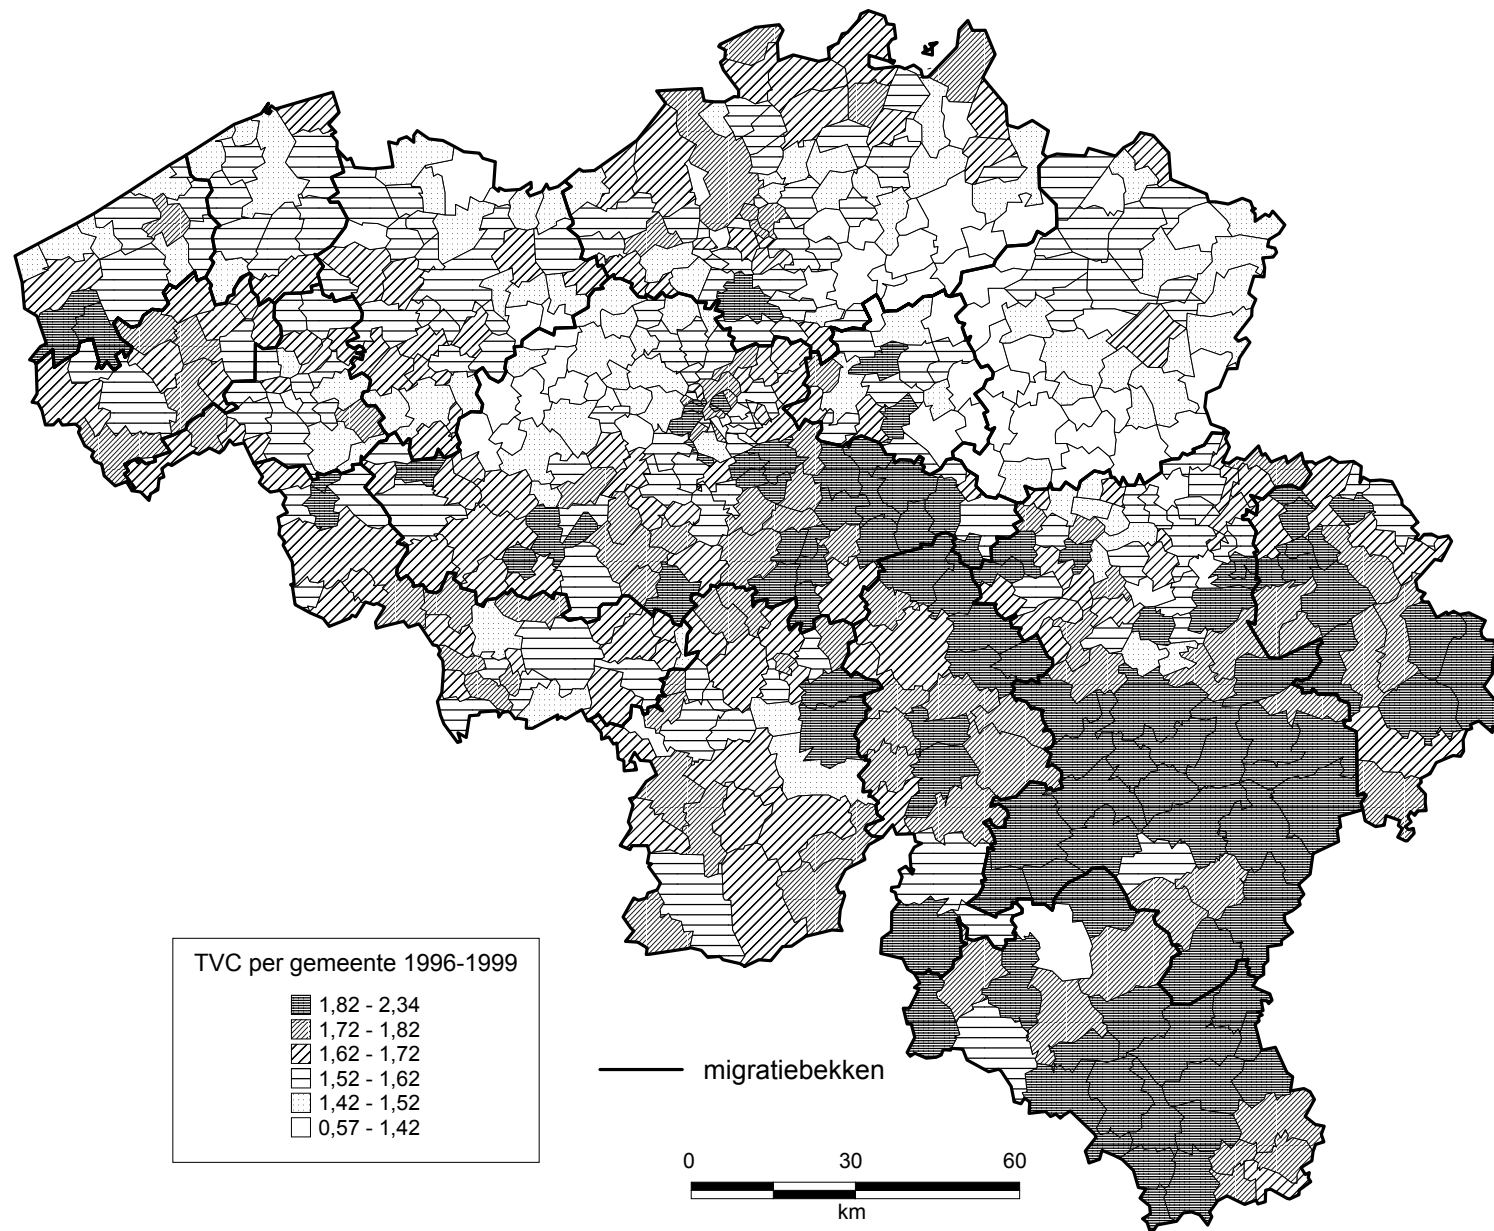 TVC per gemeente 1996-1999
1,82 - 2,34
1,72 - 1,82
1,62 - 1,72
1,52 - 1,62
1,42 - 1,52
0,57 - 1,42
migratiebekken
0 30 60
km